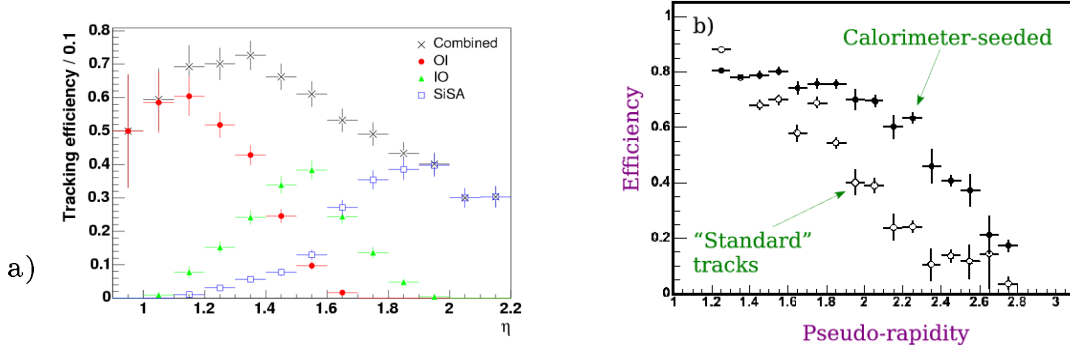 a)
Tracking efficiency / 0.1
0.8
0.7
0.6
0.5
0.4
0.3
0.2
0.1
0
Combined
OI
IO
SiSA
1
1.2
1.4
1.6
1.8
2
2.2
η
b)
Efficiency
1
0.8
0.6
0.4
0.2
0
Calorimeter-seeded
“Standard”
tracks
1
1.2
1.4
1.6
1.8
2
2.2
2.4
2.6
2.8
3
Pseudo-rapidity